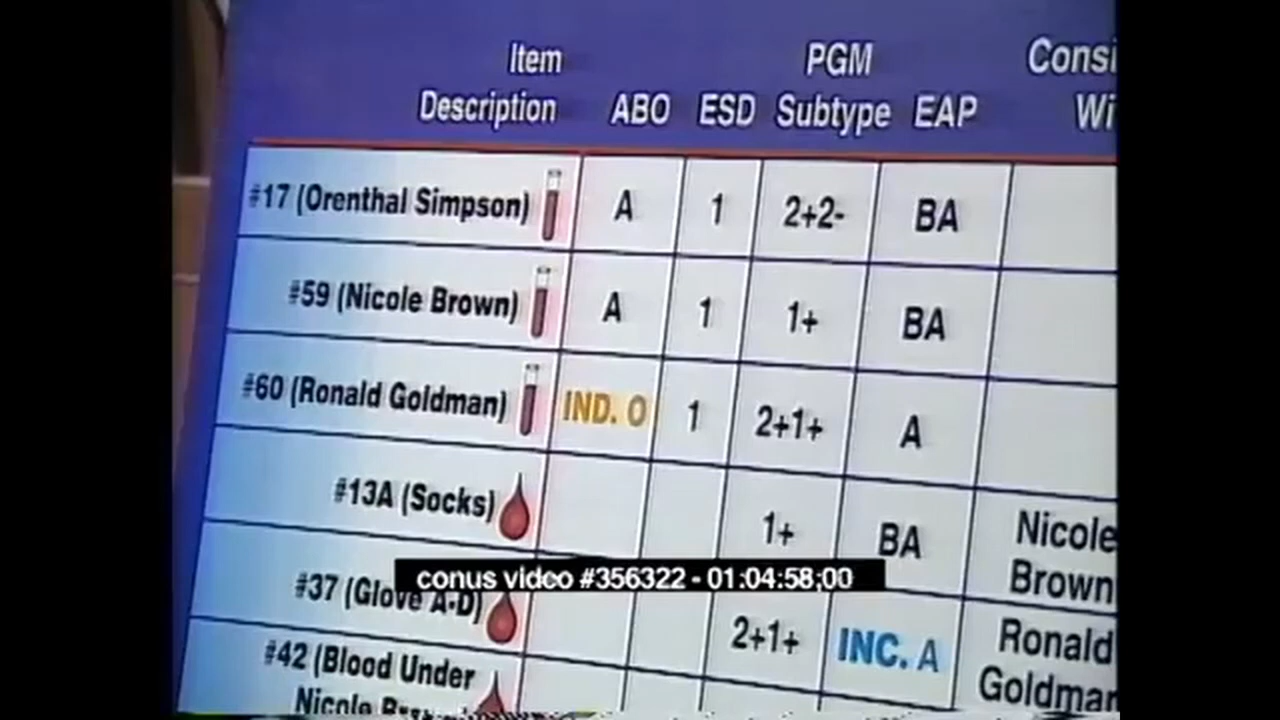 Item PGM Consi
Description ABO ESD Subtype EAP Wi
#17 (Orenthal Simpson) A 1 2+2- BA
#59 (Nicole Brown) A 1 1+ BA
#60 (Ronald Goldman) IND. O 1 2+1+ A
#13A (Socks) 1+ BA Nicole
Brown
conus video #356322 - 01:04:58;00
#37 (Glove A-D) 2+1+ INC. A Ronald
Goldman
#42 (Blood Under
Nicole